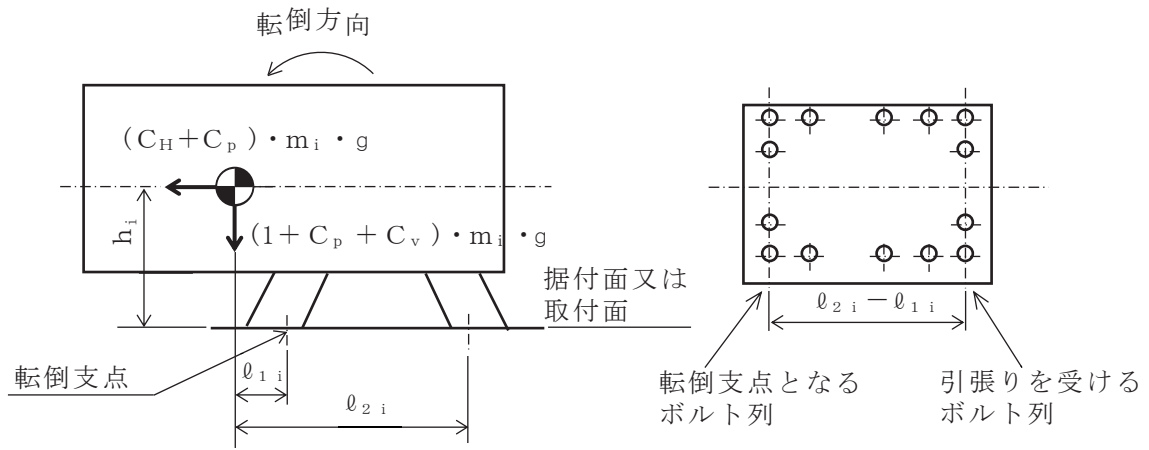 転倒方向
(C_H+C_p)・m_i・g
h_i
(1+C_p+C_v)・m_i・g
据付面又は
取付面
転倒支点
ℓ_1i
ℓ_2i
ℓ_2i-ℓ_1i
転倒支点となる
ボルト列
引張りを受ける
ボルト列